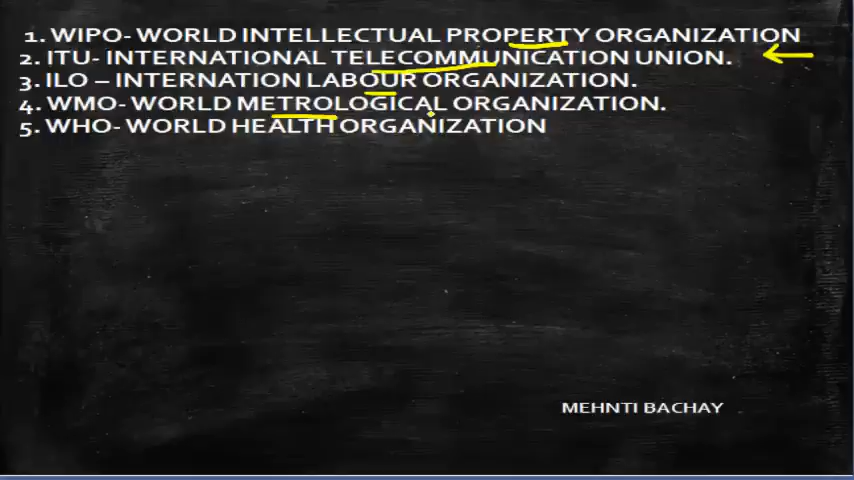 1. WIPO- WORLD INTELLECTUAL PROPERTY ORGANIZATION
2. ITU- INTERNATIONAL TELECOMMUNICATION UNION.
3. ILO – INTERNATION LABOUR ORGANIZATION.
4. WMO- WORLD METROLOGICAL ORGANIZATION.
5. WHO- WORLD HEALTH ORGANIZATION
MEHNTI BACHAY